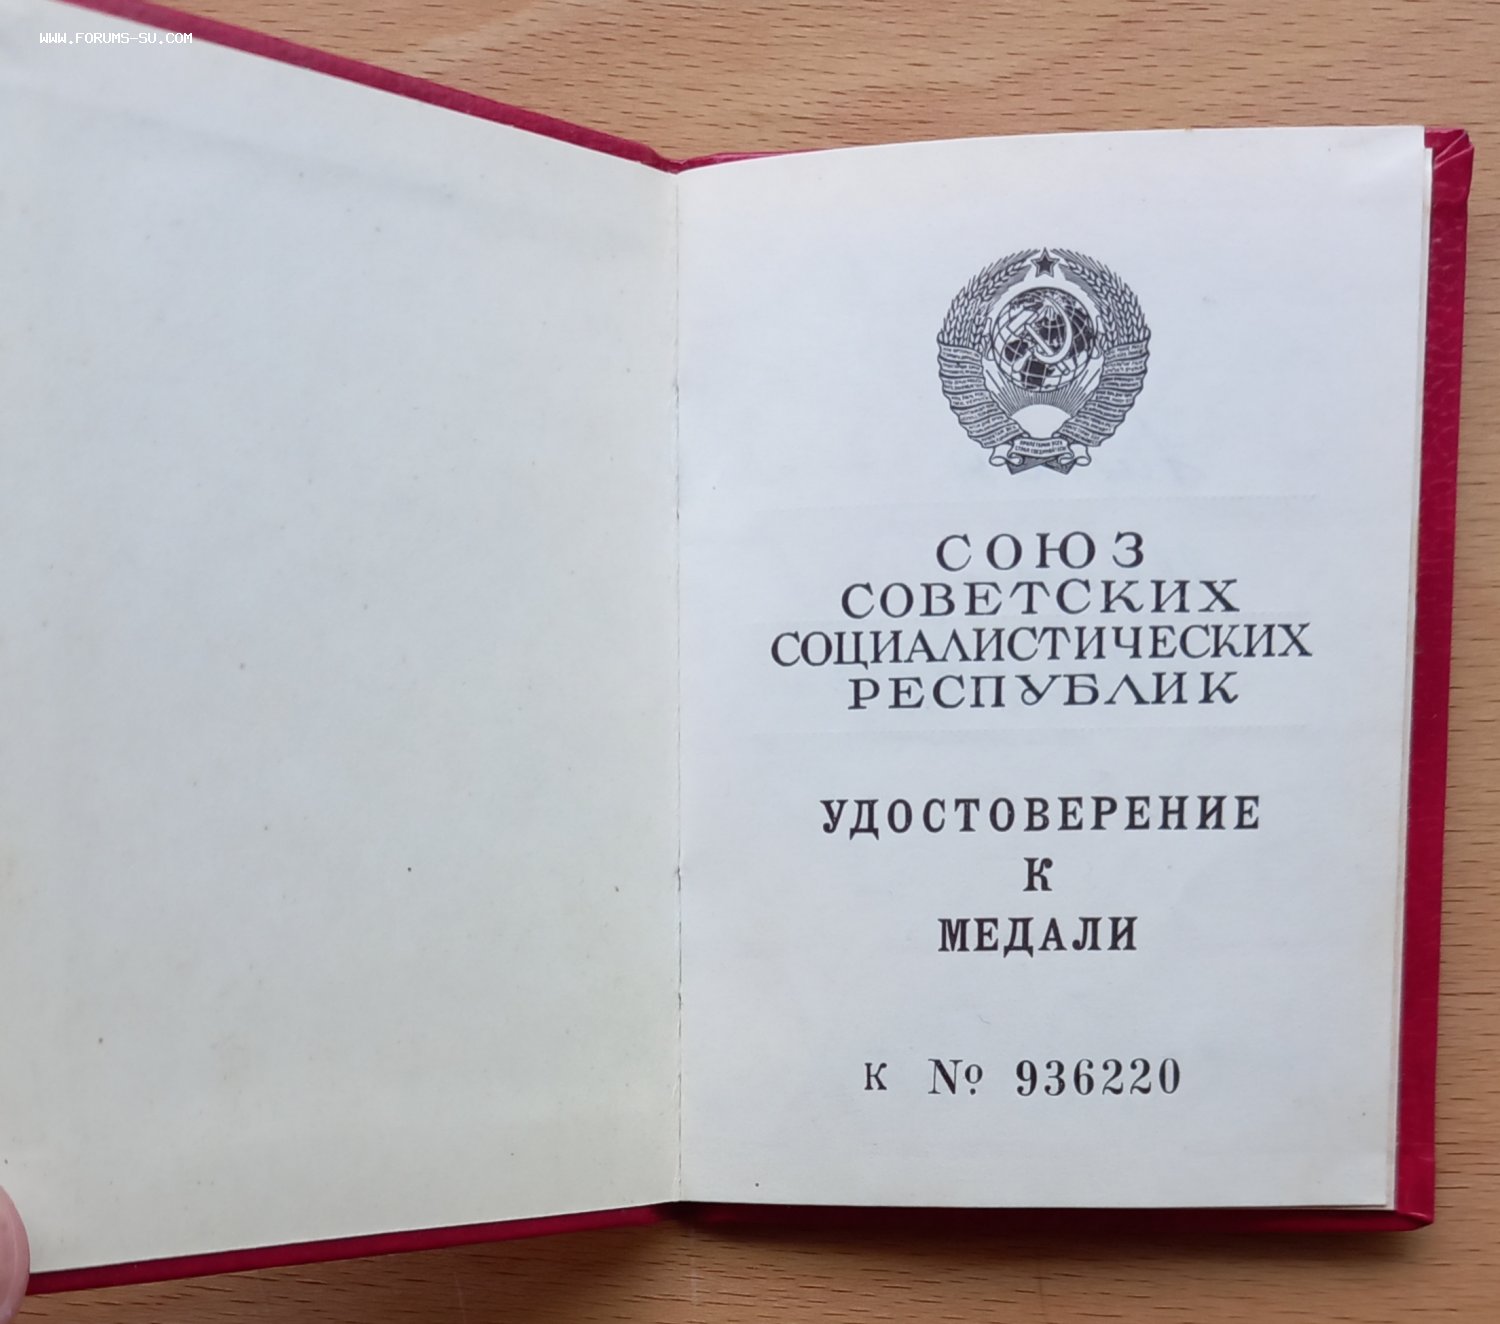 WWW.FORUMS-SU.COM
СОЮЗ
СОВЕТСКИХ
СОЦИАЛИСТИЧЕСКИХ
РЕСПУБЛИК
УДОСТОВЕРЕНИЕ
К
МЕДАЛИ
К № 936220